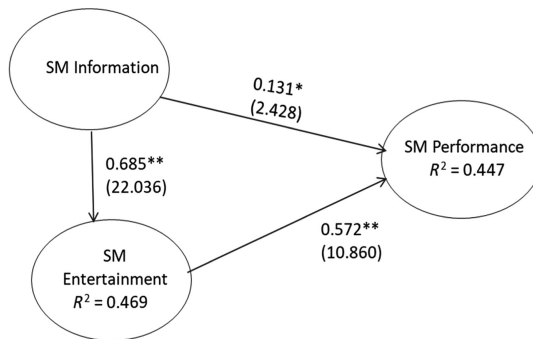 SM Information
0.131*
(2.428)
SM Performance
R² = 0.447
0.685**
(22.036)
0.572**
(10.860)
SM
Entertainment
R² = 0.469